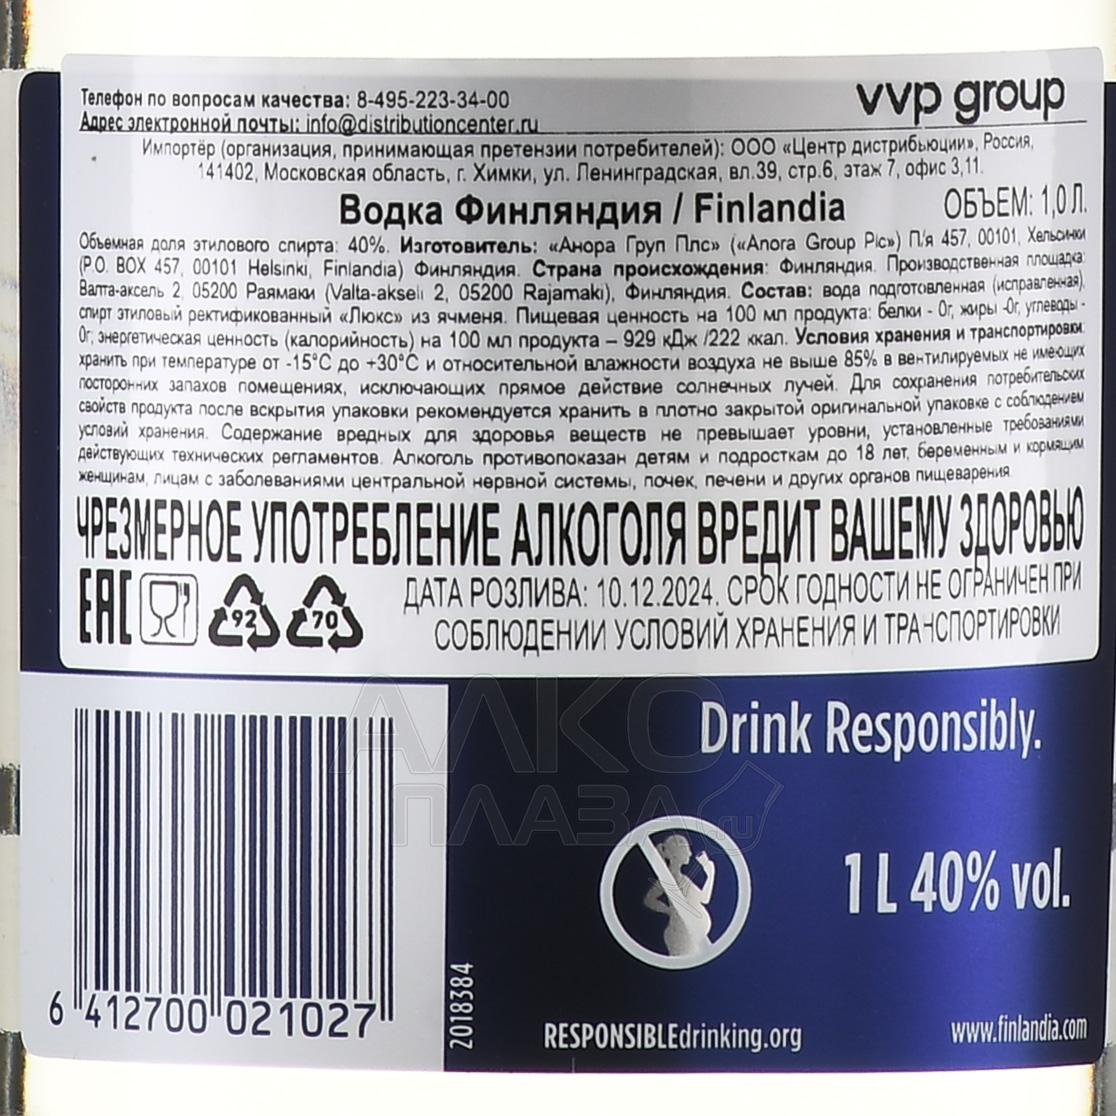 Телефон по вопросам качества: 8-495-223-34-00
vvp group
Адрес электронной почты: info@distributioncenter.ru
Импортёр (организация, принимающая претензии потребителей): ООО «Центр дистрибьюции», Россия,
141402, Московская область, г. Химки, ул. Ленинградская, вл.39, стр.6, этаж 7, офис 3,11.
Водка Финляндия / Finlandia
ОБЪЕМ: 1,0 Л.
Объемная доля этилового спирта: 40%. Изготовитель: «Анора Груп Плс» («Anora Group Plc») П/я 457, 00101, Хельсинки
(P.O. BOX 457, 00101 Helsinki, Finlandia) Финляндия. Страна происхождения: Финляндия. Производственная площадка:
Валта-аксель 2, 05200 Раямаки (Valta-akseli 2, 05200 Rajamaki), Финляндия. Состав: вода подготовленная (исправленная),
спирт этиловый ректификованный «Люкс» из ячменя. Пищевая ценность на 100 мл продукта: белки - 0г, жиры -0г, углеводы -
0г; энергетическая ценность (калорийность) на 100 мл продукта – 929 кДж /222 ккал. Условия хранения и транспортировки:
хранить при температуре от -15°C до +30°C и относительной влажности воздуха не выше 85% в вентилируемых не имеющих
посторонних запахов помещениях, исключающих прямое действие солнечных лучей. Для сохранения потребительских
свойств продукта после вскрытия упаковки рекомендуется хранить в плотно закрытой оригинальной упаковке с соблюдением
условий хранения. Содержание вредных для здоровья веществ не превышает уровни, установленные требованиями
действующих технических регламентов. Алкоголь противопоказан детям и подросткам до 18 лет, беременным и кормящим
женщинам, лицам с заболеваниями центральной нервной системы, почек, печени и других органов пищеварения.
ЧРЕЗМЕРНОЕ УПОТРЕБЛЕНИЕ АЛКОГОЛЯ ВРЕДИТ ВАШЕМУ ЗДОРОВЬЮ
EAC 92 70
ДАТА РОЗЛИВА: 10.12.2024. СРОК ГОДНОСТИ НЕ ОГРАНИЧЕН ПРИ
СОБЛЮДЕНИИ УСЛОВИЙ ХРАНЕНИЯ И ТРАНСПОРТИРОВКИ
АЛКО
ПЛАЗА.ru
Drink Responsibly.
1 L 40% vol.
6 412700 021027
2018384
RESPONSIBLEdrinking.org
www.finlandia.com